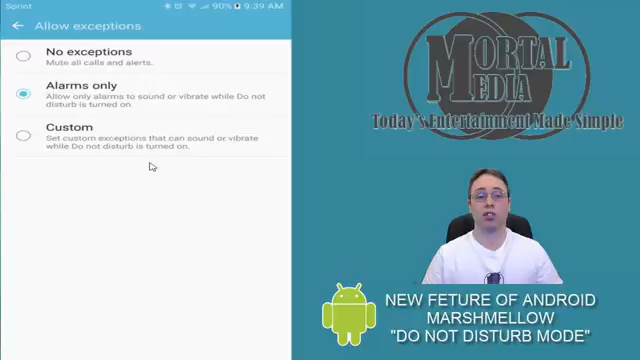 Sprint 90% 9:39 AM
Allow exceptions
No exceptions
Mute all calls and alerts.
Alarms only
Allow only alarms to sound or vibrate while Do not
disturb is turned on.
Custom
Set custom exceptions that can sound or vibrate
while Do not disturb is turned on.
MORTAL
MEDIA
Today's Entertainment Made Simple
NEW FETURE OF ANDROID
MARSHMELLOW
"DO NOT DISTURB MODE"